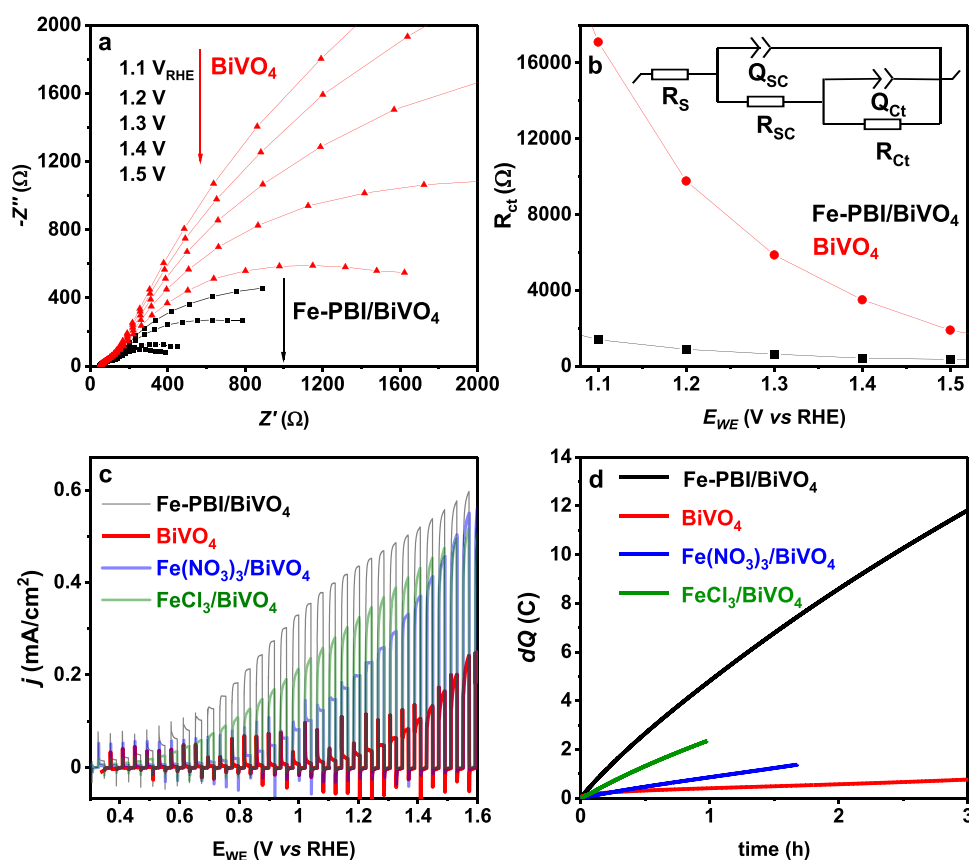 a
BiVO₄
1.1 V_RHE
1.2 V
1.3 V
1.4 V
1.5 V
Fe-PBI/BiVO₄
2000
1600
1200
800
400
0
-Z'' (Ω)
0 400 800 1200 1600 2000
Z' (Ω)
b
R_S
Q_SC
R_SC
Q_Ct
R_Ct
Fe-PBI/BiVO₄
BiVO₄
16000
12000
8000
4000
0
R_ct (Ω)
1.1 1.2 1.3 1.4 1.5
E_WE (V vs RHE)
c
Fe-PBI/BiVO₄
BiVO₄
Fe(NO₃)₃/BiVO₄
FeCl₃/BiVO₄
0.6
0.4
0.2
0
j (mA/cm²)
0.4 0.6 0.8 1 1.2 1.4 1.6
E_WE (V vs RHE)
d
Fe-PBI/BiVO₄
BiVO₄
Fe(NO₃)₃/BiVO₄
FeCl₃/BiVO₄
14
12
10
8
6
4
2
0
dQ (C)
0 1 2 3
time (h)